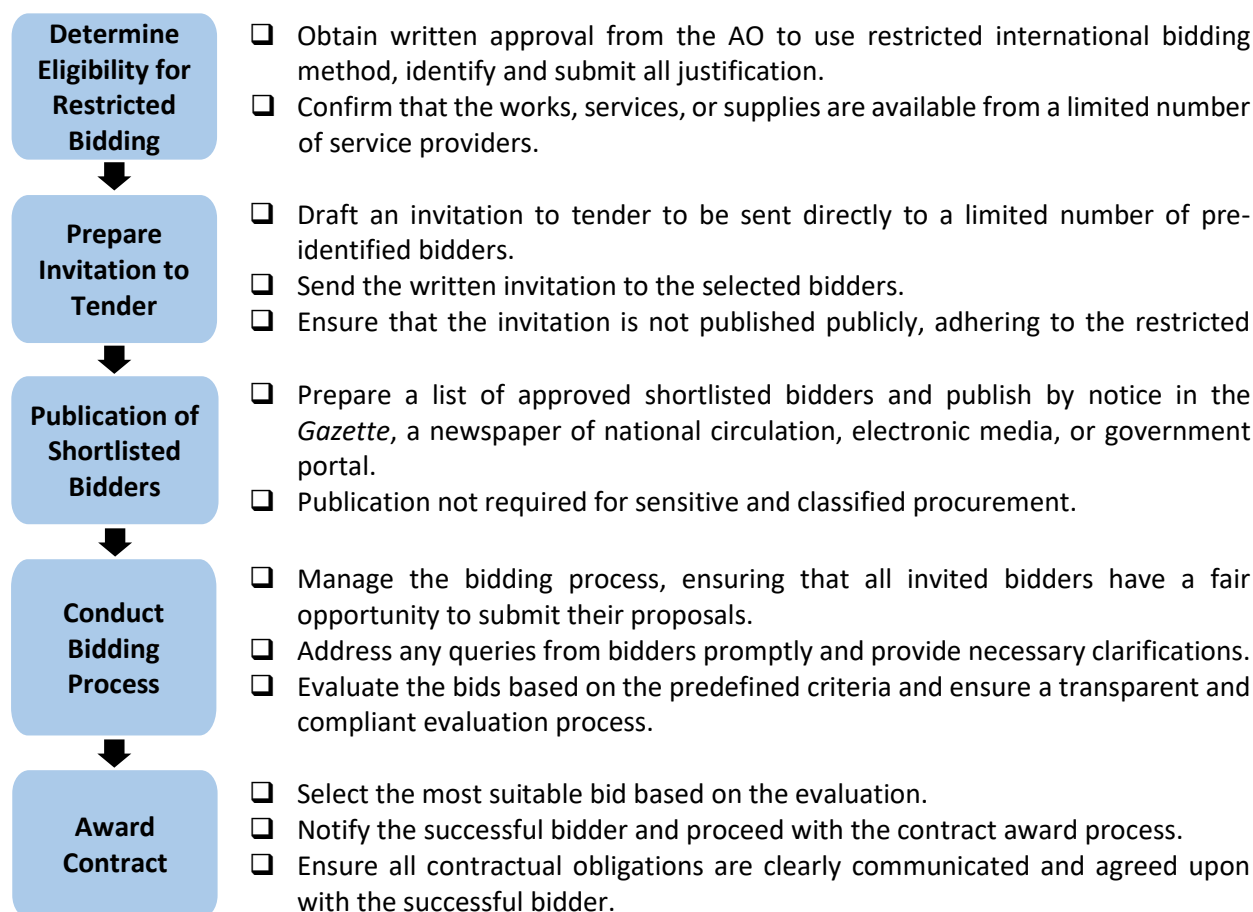 Determine
Eligibility for
Restricted
Bidding
❑ Obtain written approval from the AO to use restricted international bidding
method, identify and submit all justification.
❑ Confirm that the works, services, or supplies are available from a limited number
of service providers.
Prepare
Invitation to
Tender
❑ Draft an invitation to tender to be sent directly to a limited number of pre-
identified bidders.
❑ Send the written invitation to the selected bidders.
❑ Ensure that the invitation is not published publicly, adhering to the restricted
Publication of
Shortlisted
Bidders
❑ Prepare a list of approved shortlisted bidders and publish by notice in the
Gazette, a newspaper of national circulation, electronic media, or government
portal.
❑ Publication not required for sensitive and classified procurement.
Conduct
Bidding
Process
❑ Manage the bidding process, ensuring that all invited bidders have a fair
opportunity to submit their proposals.
❑ Address any queries from bidders promptly and provide necessary clarifications.
❑ Evaluate the bids based on the predefined criteria and ensure a transparent and
compliant evaluation process.
Award
Contract
❑ Select the most suitable bid based on the evaluation.
❑ Notify the successful bidder and proceed with the contract award process.
❑ Ensure all contractual obligations are clearly communicated and agreed upon
with the successful bidder.